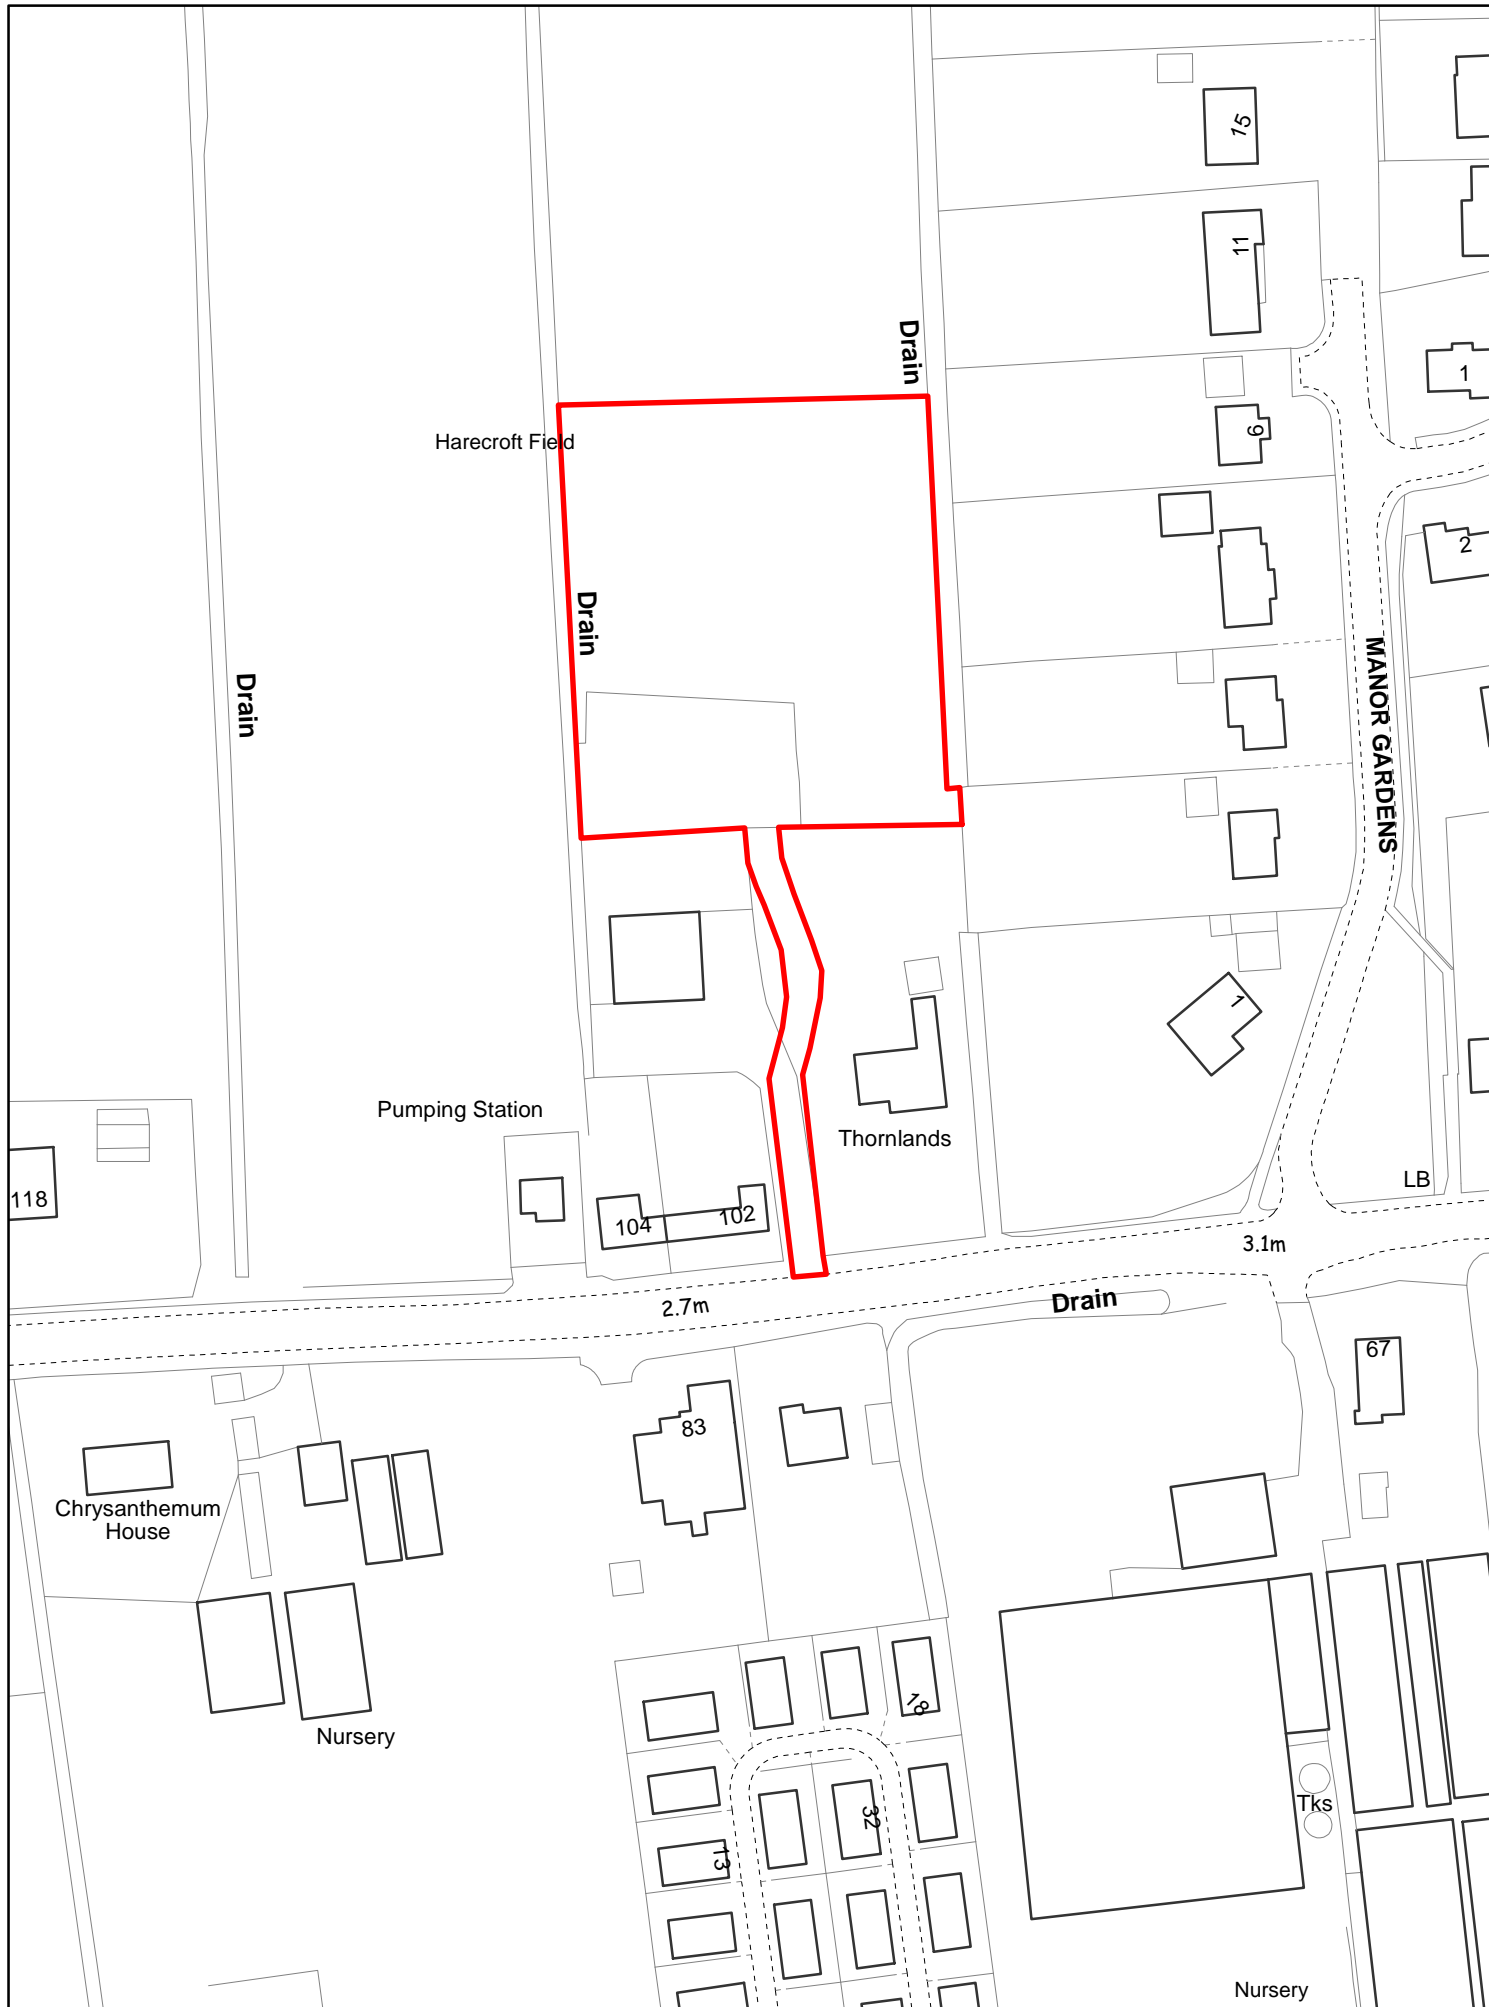 15
11
Drain
1
9
Harecroft Field
2
Drain
MANOR GARDENS
Drain
1
Pumping Station
Thornlands
118
LB
104
102
3.1m
2.7m
Drain
67
83
Chrysanthemum
House
18
Nursery
Tks
32
13
Nursery